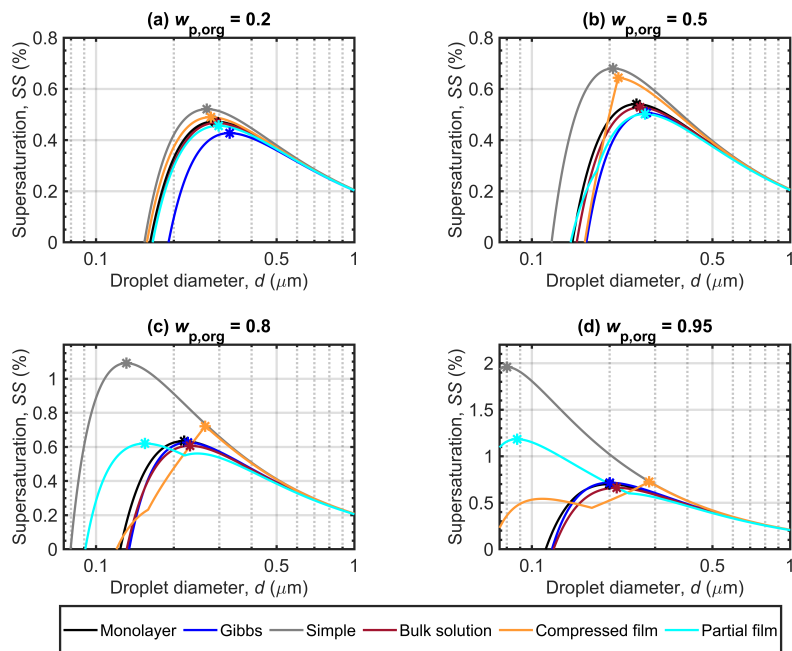 (a) w_p,org = 0.2
Supersaturation, SS (%)
0.8
0.6
0.4
0.2
0
0.1
0.5
1
Droplet diameter, d (μm)
(b) w_p,org = 0.5
Supersaturation, SS (%)
0.8
0.6
0.4
0.2
0
0.1
0.5
1
Droplet diameter, d (μm)
(c) w_p,org = 0.8
Supersaturation, SS (%)
1
0.8
0.6
0.4
0.2
0
0.1
0.5
1
Droplet diameter, d (μm)
(d) w_p,org = 0.95
Supersaturation, SS (%)
2
1.5
1
0.5
0
0.1
0.5
1
Droplet diameter, d (μm)
Monolayer Gibbs Simple Bulk solution Compressed film Partial film